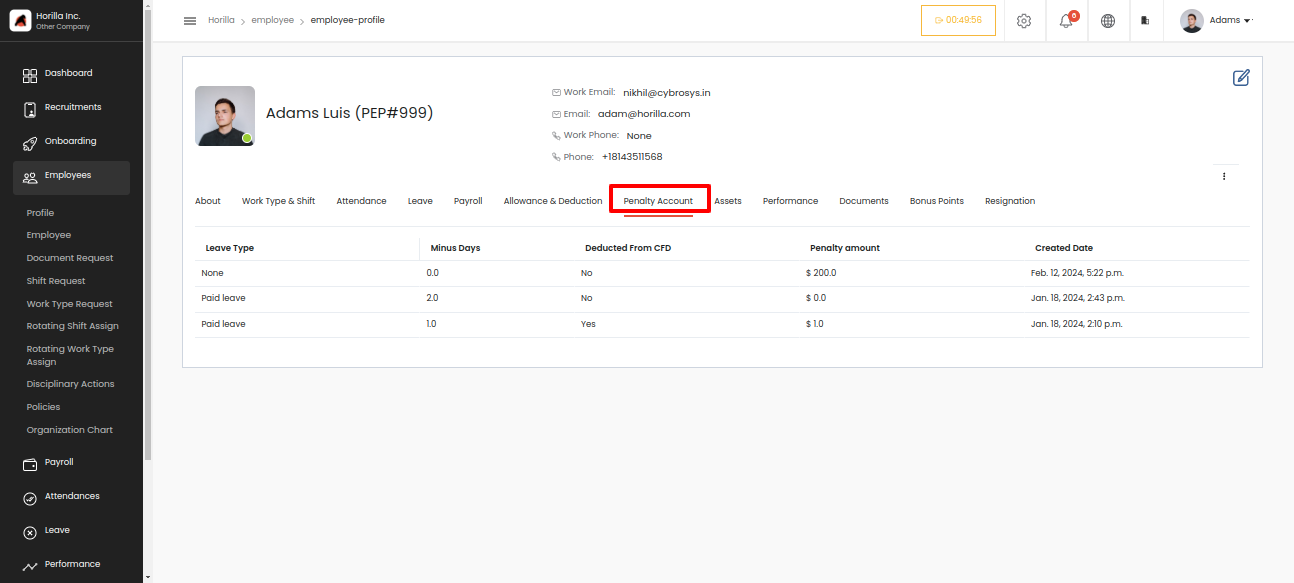 Horilla Inc.
Other Company
Horilla > employee > employee-profile
00:49:56
6
Adams
Dashboard
Recruitments
Onboarding
Employees
Profile
Employee
Document Request
Shift Request
Work Type Request
Rotating Shift Assign
Rotating Work Type
Assign
Disciplinary Actions
Policies
Organization Chart
Payroll
Attendances
Leave
Performance
Adams Luis (PEP#999)
Work Email: nikhil@cybrosys.in
Email: adam@horilla.com
Work Phone: None
Phone: +18143511568
About Work Type & Shift Attendance Leave Payroll Allowance & Deduction Penalty Account Assets Performance Documents Bonus Points Resignation
Leave Type Minus Days Deducted From CFD Penalty amount Created Date
None 0.0 No $ 200.0 Feb. 12, 2024, 5:22 p.m.
Paid leave 2.0 No $ 0.0 Jan. 18, 2024, 2:43 p.m.
Paid leave 1.0 Yes $ 1.0 Jan. 18, 2024, 2:10 p.m.